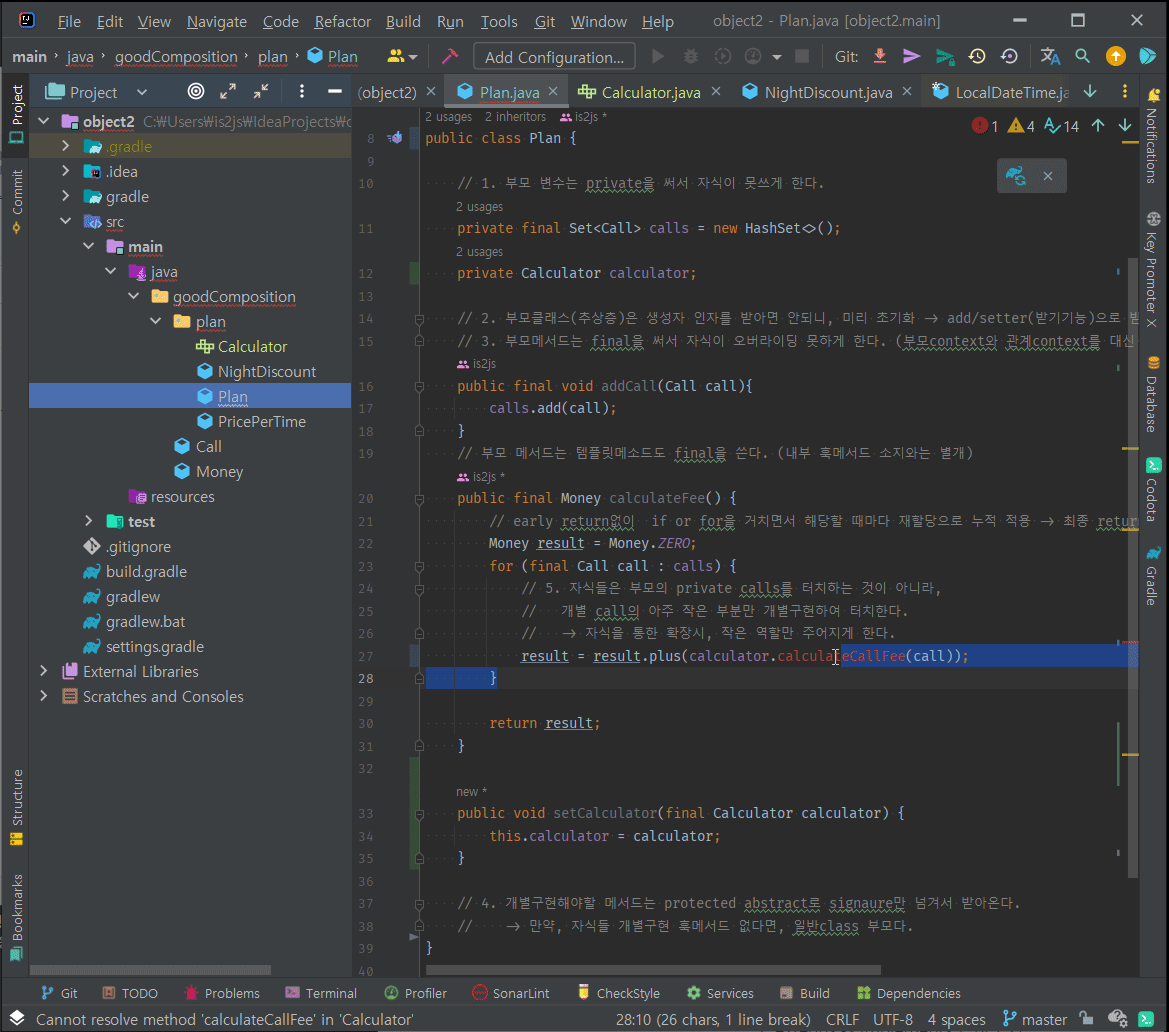 File Edit View Navigate Code Refactor Build Run Tools Git Window Help object2 - Plan.java [object2.main]
main java goodComposition plan Plan Add Configuration... Git:
Project (object2) Plan.java Calculator.java NightDiscount.java LocalDateTime.ja
object2 C:₩Users₩is2js₩IdeaProjects₩
.gradle
.idea
gradle
src
main
java
goodComposition
plan
Calculator
NightDiscount
Plan
PricePerTime
Call
Money
resources
test
.gitignore
build.gradle
gradlew
gradlew.bat
settings.gradle
External Libraries
Scratches and Consoles
Project
Commit
Structure
Bookmarks
2 usages 2 inheritors is2js *
1 4 14
8 public class Plan {
9
10 // 1. 부모 변수는 private을 써서 자식이 못쓰게 한다.
2 usages
11 private final Set<Call> calls = new HashSet<>();
2 usages
12 private Calculator calculator;
13
14 // 2. 부모클래스(추상층)은 생성자 인자를 받아면 안되니, 미리 초기화 → add/setter(받기기능)으로
15 // 3. 부모메서드는 final을 써서 자식이 오버라이딩 못하게 한다. (부모context와 관계context를 대신
is2js
16 public final void addCall(Call call){
17 calls.add(call);
18 }
19 // 부모 메서드는 템플릿메소드도 final을 쓴다. (내부 훅메서드 소지와는 별개)
is2js *
20 public final Money calculateFee() {
21 // early return없이 if or for을 거치면서 해당할 때마다 재할당으로 누적 적용 → 최종 retur
22 Money result = Money.ZERO;
23 for (final Call call : calls) {
24 // 5. 자식들은 부모의 private calls를 터치하는 것이 아니라,
25 // 개별 call의 아주 작은 부분만 개별구현하여 터치한다.
26 // → 자식을 통한 확장시, 작은 역할만 주어지게 한다.
27 result = result.plus(calculator.calculateCallFee(call));
28 }
29
30 return result;
31 }
32
new *
33 public void setCalculator(final Calculator calculator) {
34 this.calculator = calculator;
35 }
36
37 // 4. 개별구현해야할 메서드는 protected abstract로 signaure만 넘겨서 받아온다.
38 // → 만약, 자식들 개별구현 훅메서드 없다면, 일반class 부모다.
39 }
40
Notifications
Key Promoter X
Database
Codota
Gradle
Git TODO Problems Terminal Profiler SonarLint CheckStyle Services Build Dependencies
Cannot resolve method 'calculateCallFee' in 'Calculator' 28:10 (26 chars, 1 line break) CRLF UTF-8 4 spaces master